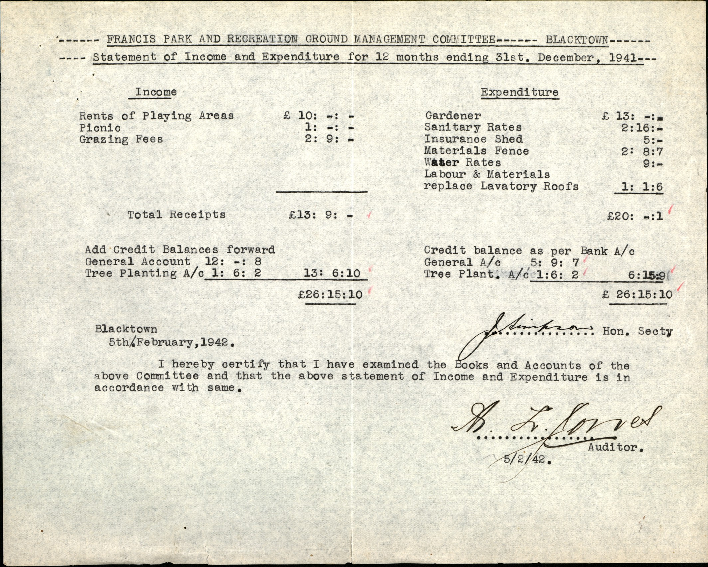 ------ FRANCIS PARK AND RECREATION GROUND MANAGEMENT COMMITTEE------ BLACKTOWN------
---- Statement of Income and Expenditure for 12 months ending 31st. December, 1941---
Income
Rents of Playing Areas £ 10: -: -
Picnic 1: -: -
Grazing Fees 2: 9: -
Total Receipts £13: 9: -
Add Credit Balances forward
General Account 12: -: 8
Tree Planting A/c 1: 6: 2 13: 6:10
£26:15:10
Expenditure
Gardener £ 13: -:-
Sanitary Rates 2:16:-
Insurance Shed 5:-
Materials Fence 2: 8:7
Water Rates 9:-
Labour & Materials
replace Lavatory Roofs 1: 1:6
£20: -:1
Credit balance as per Bank A/c
General A/c 5: 9: 7
Tree Plant. A/c 1:6: 2 6:15:9
£ 26:15:10
Blacktown
5th/February,1942.
J Simpson Hon. Secty
I hereby certify that I have examined the Books and Accounts of the
above Committee and that the above statement of Income and Expenditure is in
accordance with same.
Jones
Auditor.
5/2/42.